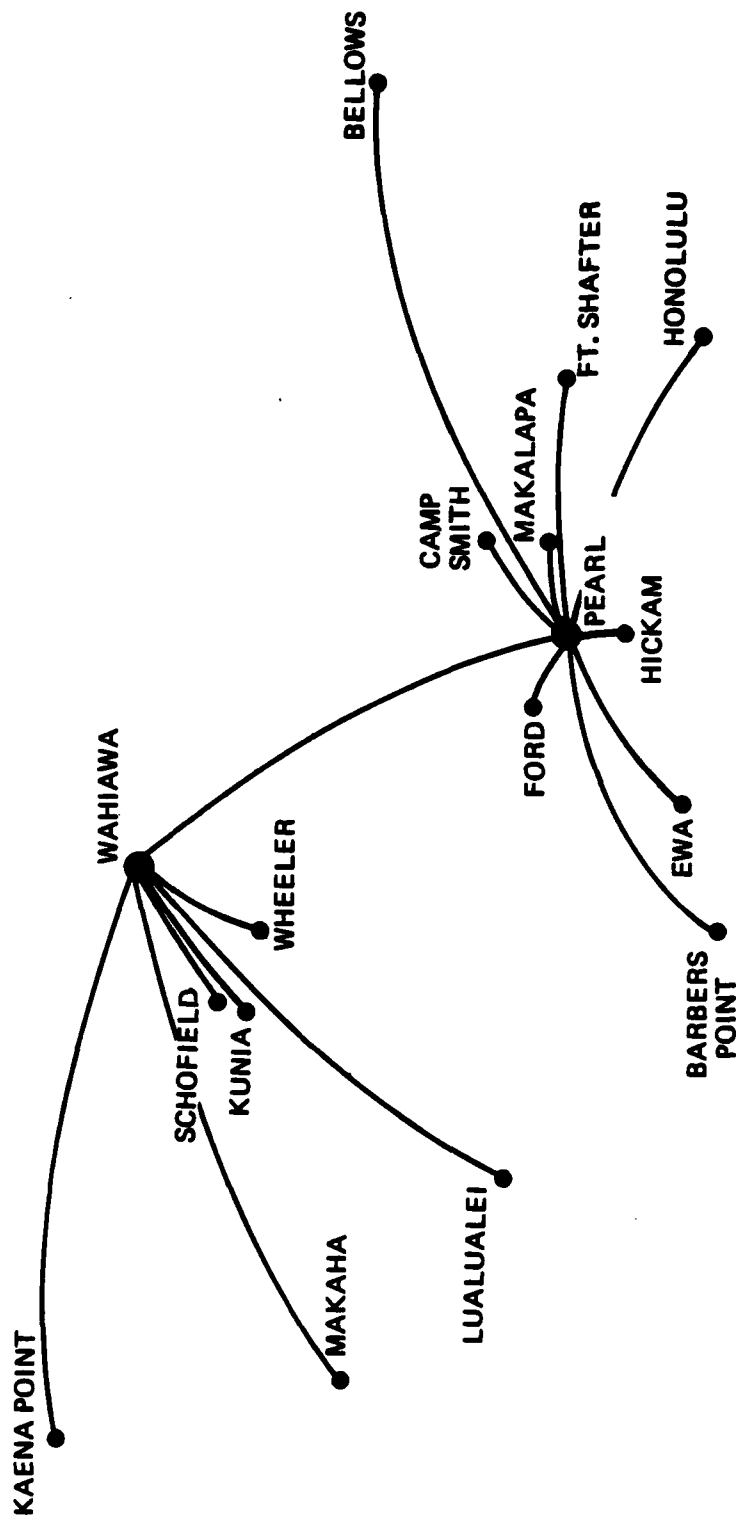 KAENA POINT
MAKAHA
LUALUALEI
SCHOFIELD
KUNIA
WAHIAWA
WHEELER
BARBERS
POINT
EWA
FORD
HICKAM
PEARL
CAMP
SMITH
MAKALAPA
FT. SHAFTER
HONOLULU
BELLOWS